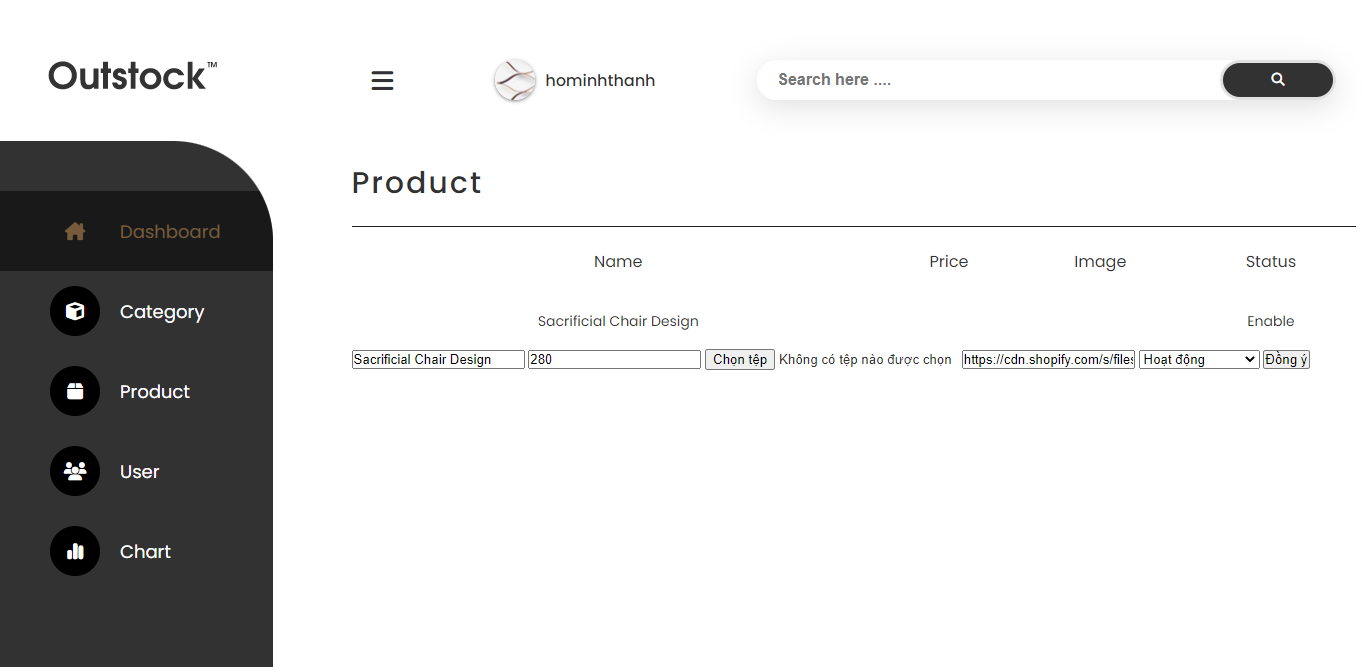 Outstock™
hominhthanh
Search here ....
Product
Dashboard
Category
Product
User
Chart
Name Price Image Status
Sacrificial Chair Design Enable
Sacrificial Chair Design 280 Chọn tệp Không có tệp nào được chọn https://cdn.shopify.com/s/files Hoạt động Đồng ý